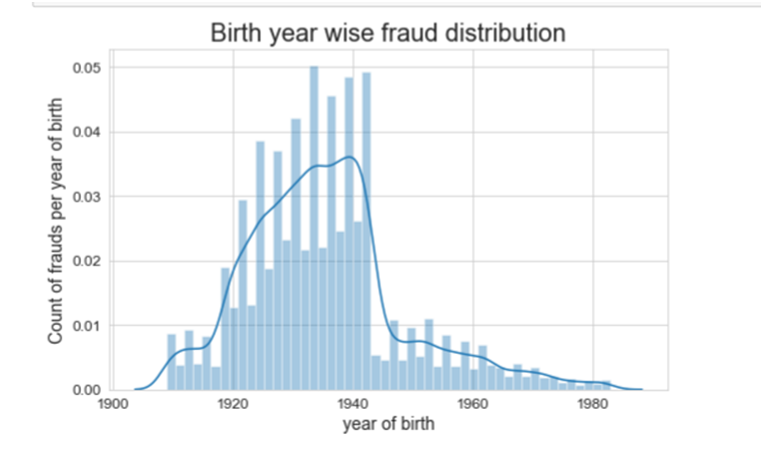 Birth year wise fraud distribution
Count of frauds per year of birth
0.05
0.04
0.03
0.02
0.01
0.00
1900 1920 1940 1960 1980
year of birth